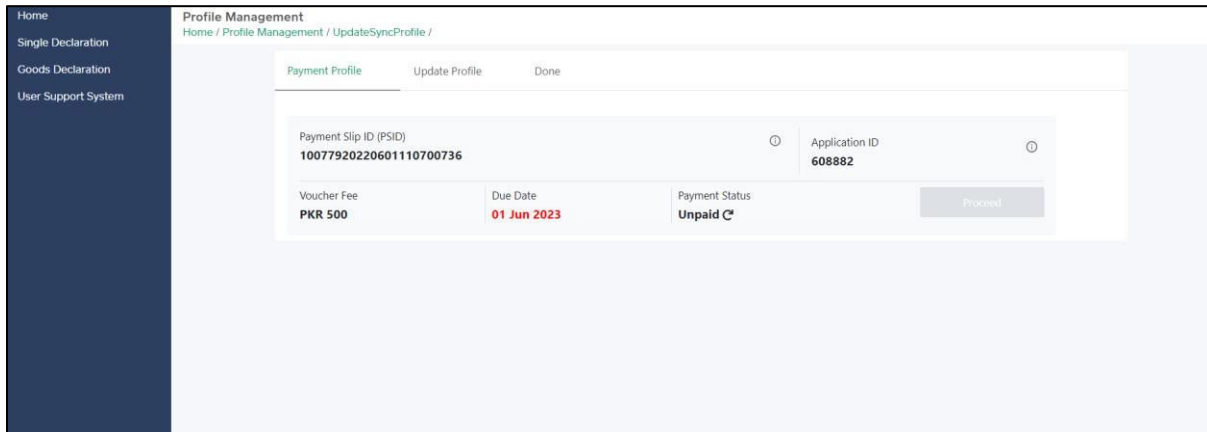 Home
Single Declaration
Goods Declaration
User Support System
Profile Management
Home / Profile Management / UpdateSyncProfile /
Payment Profile Update Profile Done
Payment Slip ID (PSID)
10077920220601110700736
Application ID
608882
Voucher Fee
PKR 500
Due Date
01 Jun 2023
Payment Status
Unpaid
Proceed